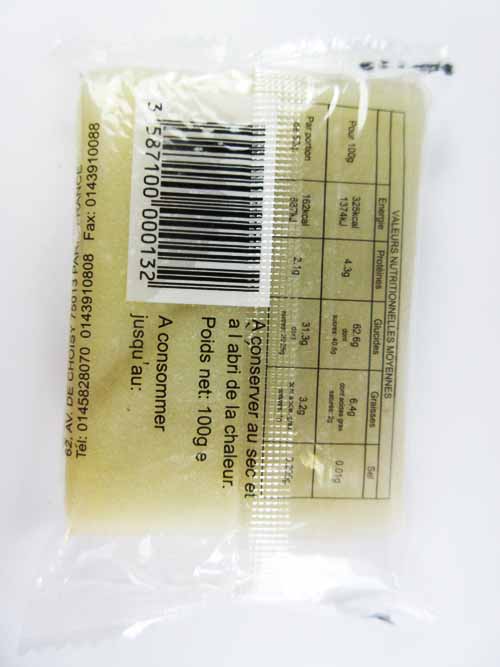 VALEURS NUTRITIONNELLES MOYENNES
Energie Protéines Glucides Graisses Sel
Pour 100g 325kcal 1374kJ 4.3g 62.6g dont sucres: 40.5g 6.4g dont acides gras saturés: 2g 0.01g
Par portion 162kcal 687kJ 2.1g 31.3g dont 3.2g
A conserver au sec et
a l abri de la chaleur.
Poids net: 100g e
A consommer
jusqu'au:
3 587100 000132
62, AV. DE CHOISY 75013 PARIS FRANCE
Tél: 0145828070 0143910808 Fax: 0143910088